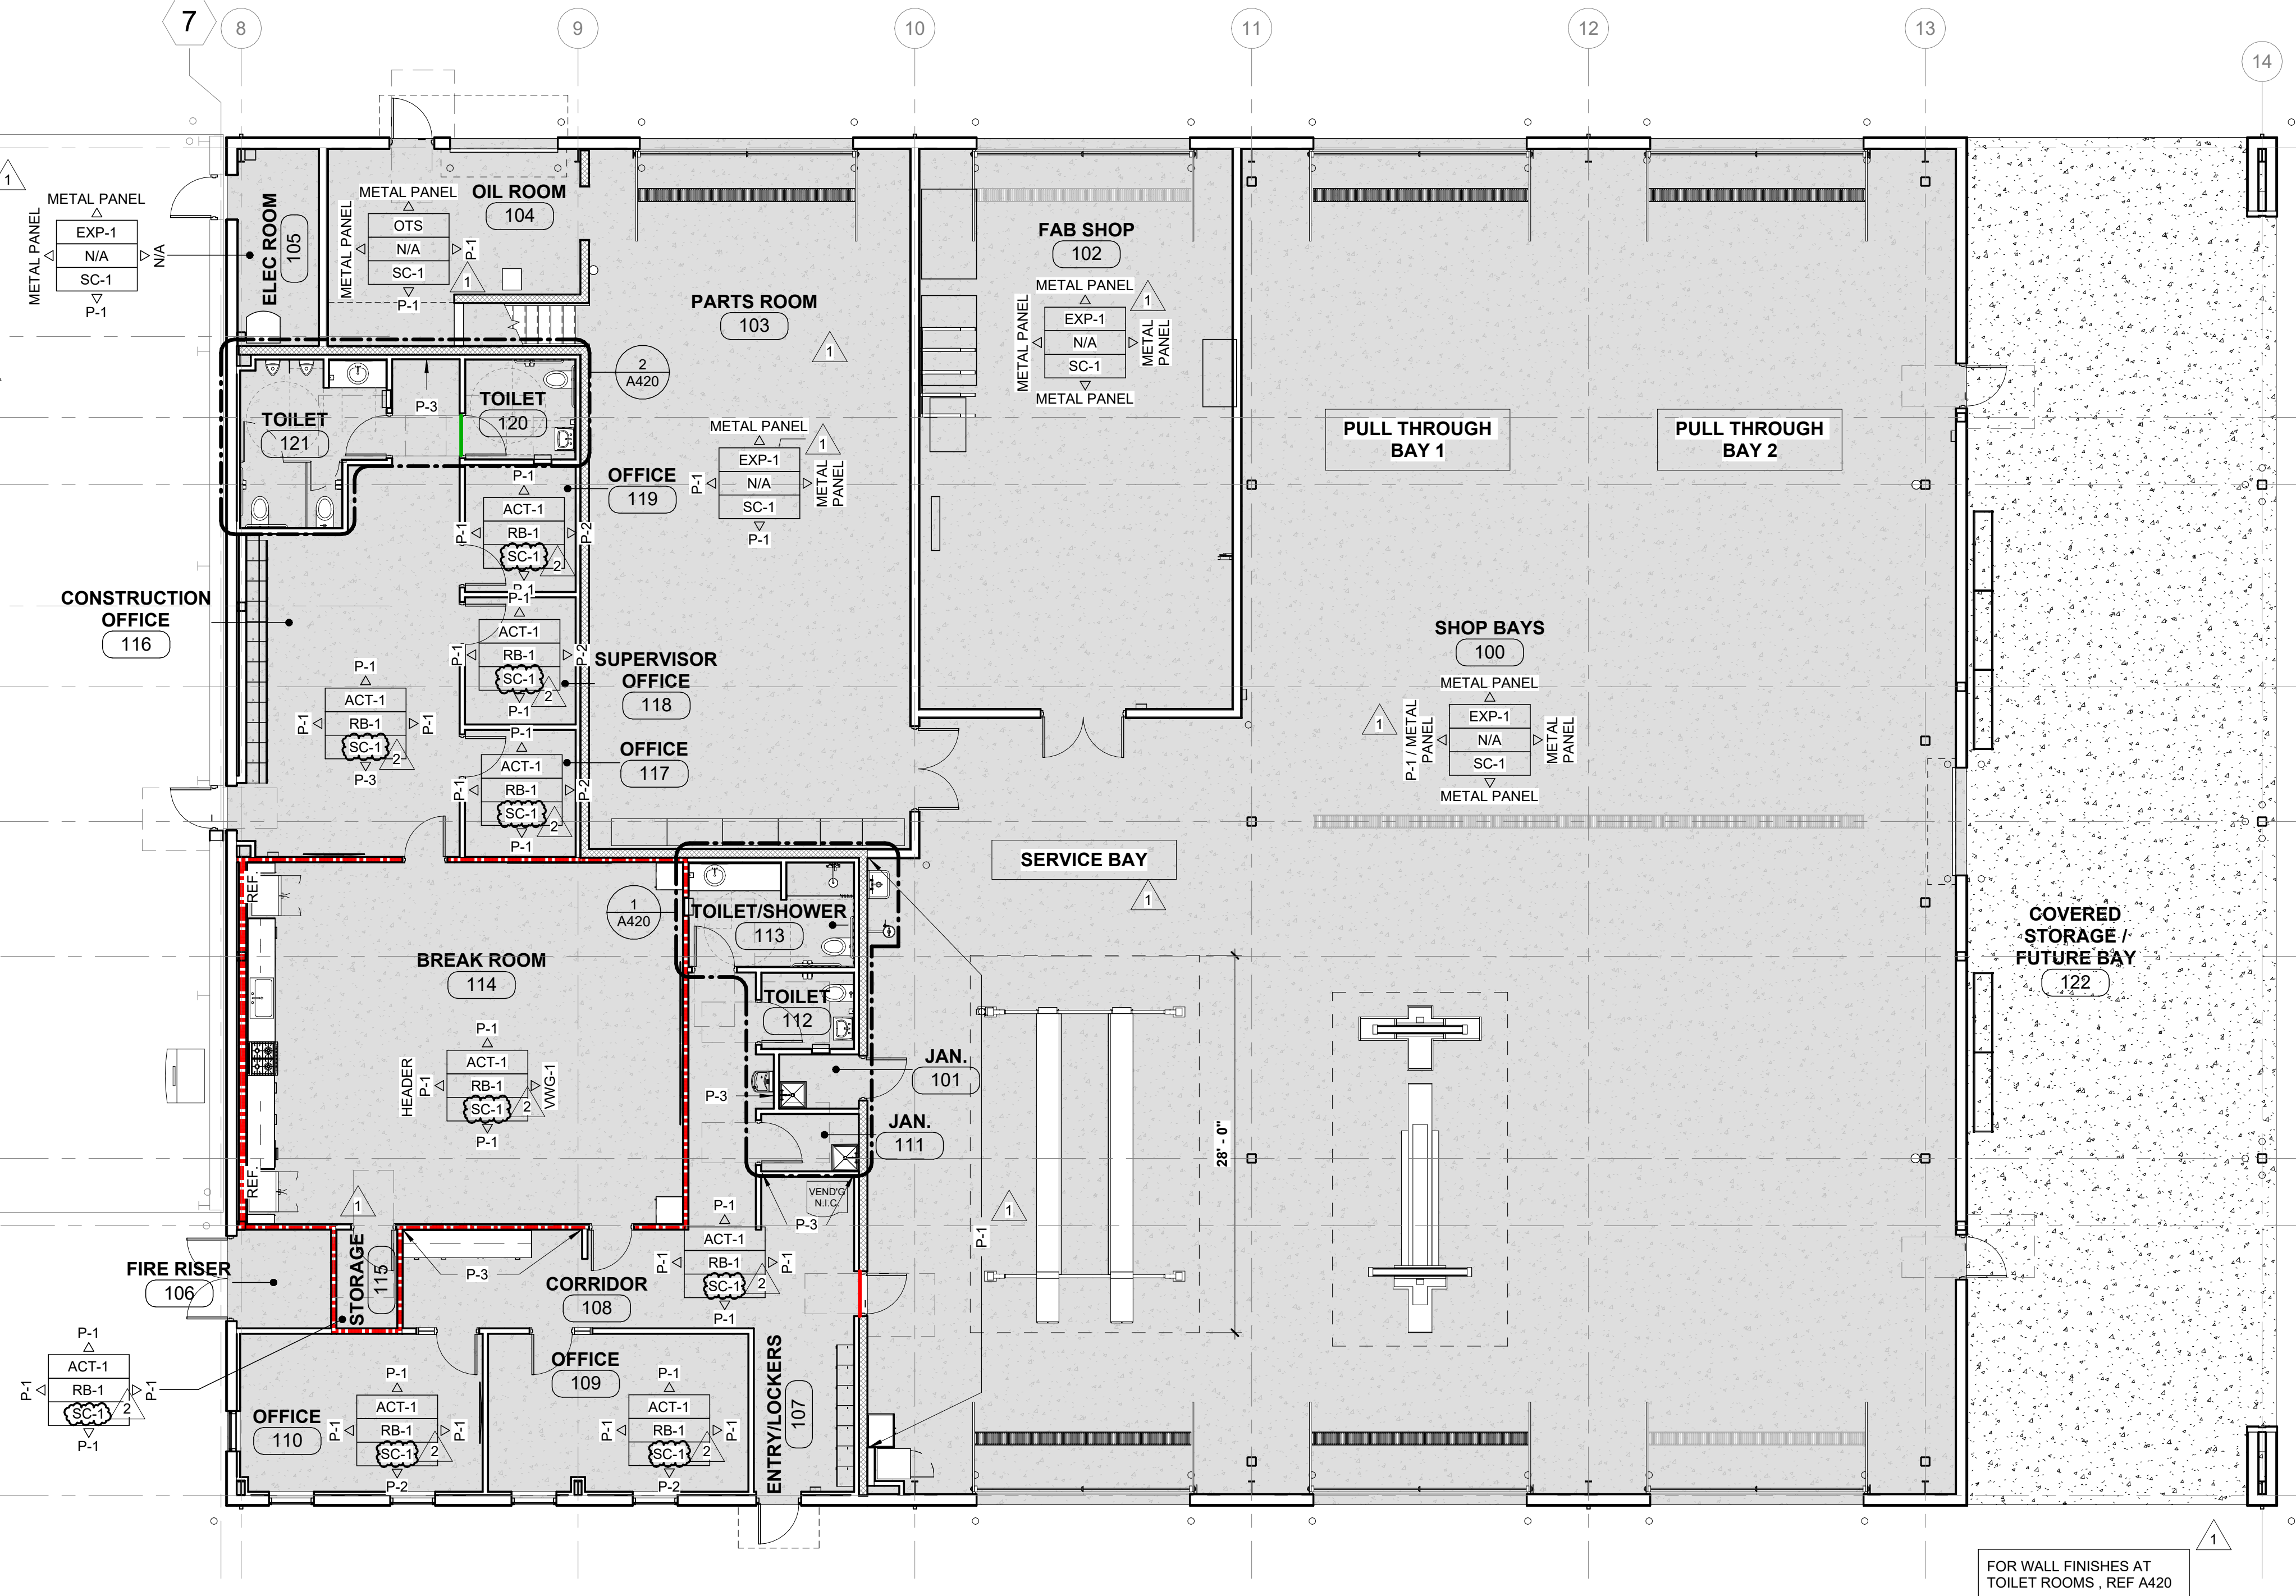 7
8
9
10
11
12
13
14
1
METAL PANEL
METAL PANEL
EXP-1
N/A
SC-1
N/A
P-1
ELEC ROOM
105
METAL PANEL
METAL PANEL
OTS
N/A
SC-1
P-1
1
P-1
OIL ROOM
104
PARTS ROOM
103
1
METAL PANEL
1
P-1
EXP-1
N/A
SC-1
METAL
PANEL
P-1
FAB SHOP
102
METAL PANEL
1
METAL PANEL
EXP-1
N/A
SC-1
METAL
PANEL
METAL PANEL
2
A420
TOILET
121
P-3
TOILET
120
PULL THROUGH
BAY 1
PULL THROUGH
BAY 2
OFFICE
119
P-1
P-1
ACT-1
RB-1
SC-1
2
P-2
P-1
CONSTRUCTION
OFFICE
116
P-1
P-1
ACT-1
RB-1
SC-1
2
P-1
P-3
P-1
P-1
ACT-1
RB-1
SC-1
2
P-2
P-1
SUPERVISOR
OFFICE
118
OFFICE
117
P-1
P-1
ACT-1
RB-1
SC-1
2
P-2
P-1
SHOP BAYS
100
METAL PANEL
1
P-1 / METAL
PANEL
EXP-1
N/A
SC-1
METAL
PANEL
METAL PANEL
SERVICE BAY
1
REF.
1
A420
TOILET/SHOWER
113
BREAK ROOM
114
P-1
HEADER
P-1
ACT-1
RB-1
SC-1
2
VWG-1
P-1
TOILET
112
JAN.
101
P-3
JAN.
111
28' - 0"
COVERED
STORAGE /
FUTURE BAY
122
REF.
1
VEND'G
N.I.C.
P-3
P-1
1
P-1
P-1
ACT-1
RB-1
SC-1
2
P-1
P-1
FIRE RISER
106
STORAGE
115
P-3
CORRIDOR
108
P-1
P-1
ACT-1
RB-1
SC-1
2
P-1
P-1
OFFICE
110
P-1
P-1
ACT-1
RB-1
SC-1
2
P-1
P-2
OFFICE
109
P-1
P-1
ACT-1
RB-1
SC-1
2
P-1
P-2
ENTRY/LOCKERS
107
1
FOR WALL FINISHES AT
TOILET ROOMS , REF A420